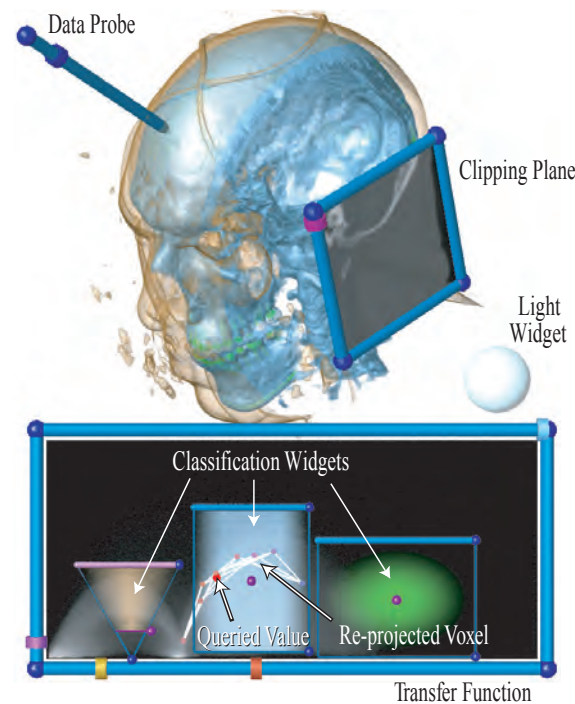 Data Probe
Clipping Plane
Light
Widget
Classification Widgets
Queried Value
Re-projected Voxel
Transfer Function